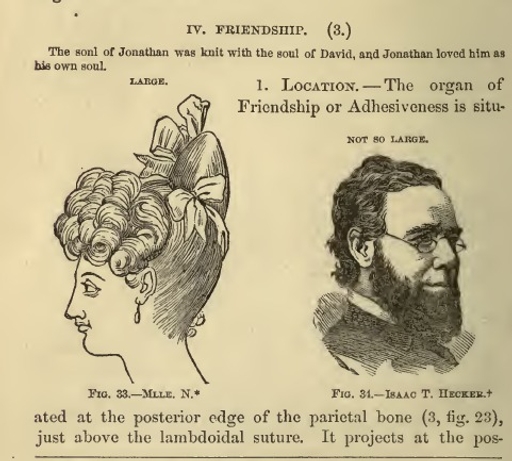 IV. FRIENDSHIP. (3.)
The sonl of Jonathan was knit with the soul of David, and Jonathan loved him as
his own soul.
LARGE.
1. LOCATION.—The organ of
Friendship or Adhesiveness is situ-
NOT SO LARGE.
FIG. 33.—MLLE. N.*
FIG. 34.—ISAAC T. HECKER.†
ated at the posterior edge of the parietal bone (3, fig. 23),
just above the lambdoidal suture. It projects at the pos-